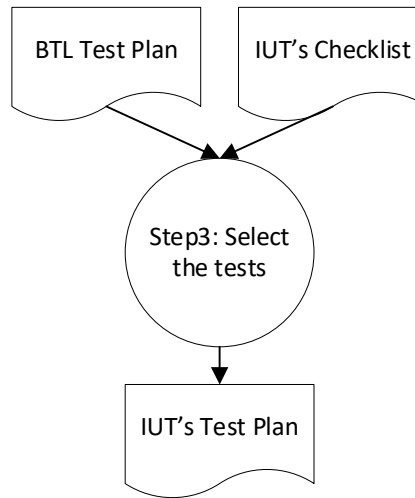 BTL Test Plan
IUT’s Checklist
Step3: Select
the tests
IUT’s Test Plan